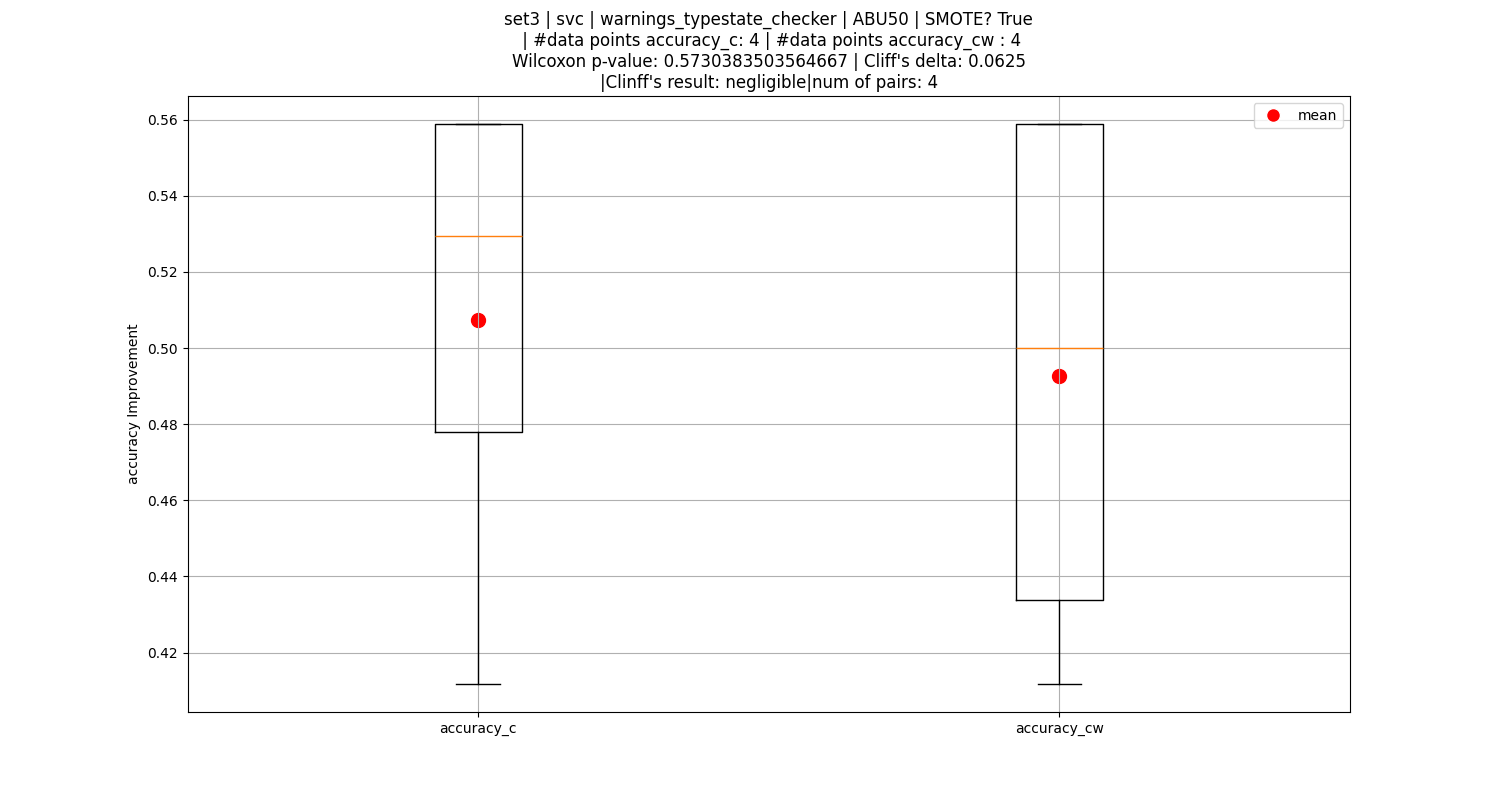 set3 | svc | warnings_typestate_checker | ABU50 | SMOTE? True
| #data points accuracy_c: 4 | #data points accuracy_cw : 4
Wilcoxon p-value: 0.5730383503564667 | Cliff's delta: 0.0625
|Clinff's result: negligible|num of pairs: 4
mean
0.56
0.54
0.52
0.50
0.48
0.46
0.44
0.42
accuracy Improvement
accuracy_c
accuracy_cw